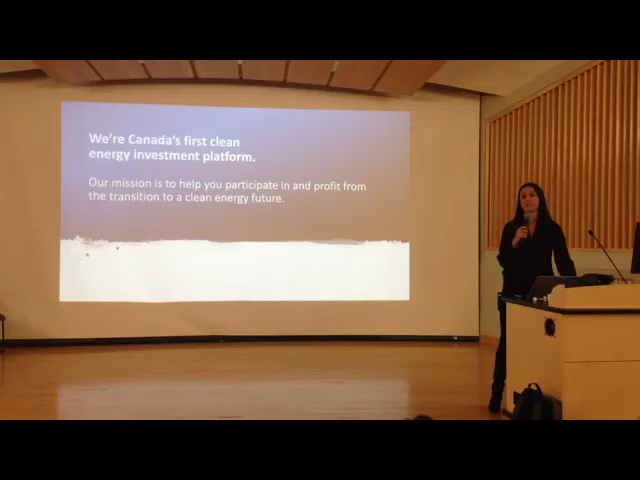 We're Canada's first clean
energy investment platform.
Our mission is to help you participate in and profit from
the transition to a clean energy future.